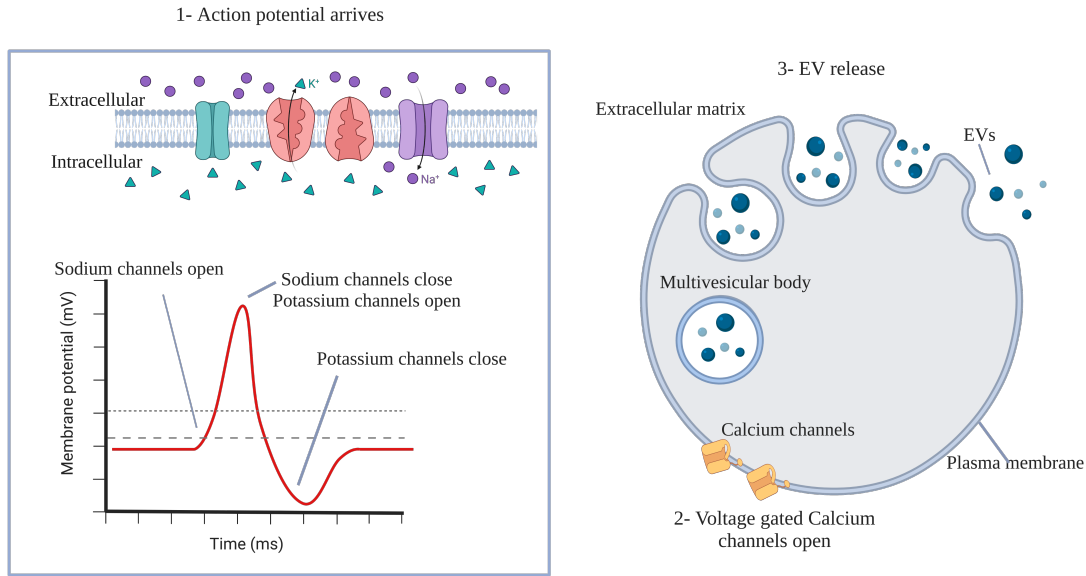 1- Action potential arrives
Extracellular
K⁺
Intracellular
Na⁺
Sodium channels open
Sodium channels close
Potassium channels open
Potassium channels close
Membrane potential (mV)
Time (ms)
3- EV release
Extracellular matrix
EVs
Multivesicular body
Calcium channels
Plasma membrane
2- Voltage gated Calcium
channels open